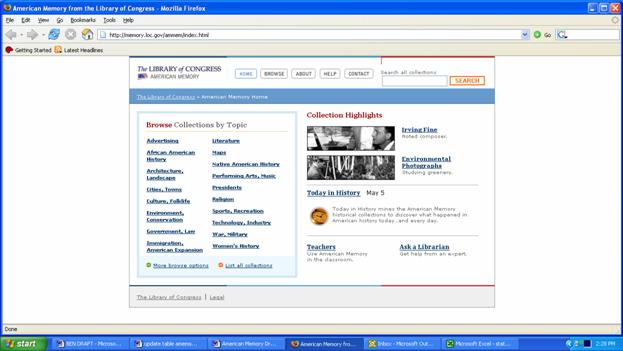 American Memory from the Library of Congress - Mozilla Firefox
File Edit View Go Bookmarks Tools Help
http://memory.loc.gov/ammem/index.html
Go
Getting Started Latest Headlines
The LIBRARY of CONGRESS
AMERICAN MEMORY
HOME BROWSE ABOUT HELP CONTACT
Search all collections
SEARCH
The Library of Congress » American Memory Home
Browse Collections by Topic
Advertising
African American
History
Architecture,
Landscape
Cities, Towns
Culture, Folklife
Environment,
Conservation
Government, Law
Immigration,
American Expansion
Literature
Maps
Native American History
Performing Arts, Music
Presidents
Religion
Sports, Recreation
Technology, Industry
War, Military
Women's History
More browse options List all collections
Collection Highlights
Irving Fine
Noted composer.
Environmental
Photographs
Studying greenery.
Today in History May 5
Today in History mines the American Memory
historical collections to discover what happened in
American history today...and every day.
Teachers
Use American Memory
in the classroom.
Ask a Librarian
Get help from an expert.
The Library of Congress | Legal
Done
start
BEN DRAFT - Microso...
update table amem...
American Memory Dr...
American Memory fro...
Inbox - Microsoft Out...
Microsoft Excel - stat...
2:28 PM